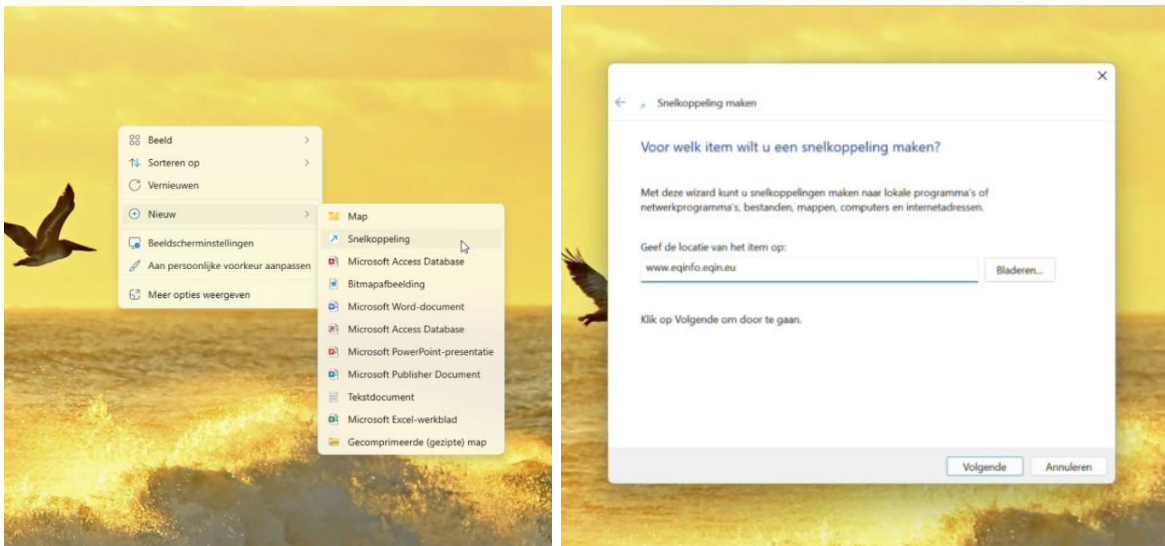 Beeld
Sorteren op
Vernieuwen
Nieuw
Beeldscherminstellingen
Aan persoonlijke voorkeur aanpassen
Meer opties weergeven
Map
Snelkoppeling
Microsoft Access Database
Bitmapafbeelding
Microsoft Word-document
Microsoft Access Database
Microsoft PowerPoint-presentatie
Microsoft Publisher Document
Tekstdocument
Microsoft Excel-werkblad
Gecomprimeerde (gezipte) map
Snelkoppeling maken
Voor welk item wilt u een snelkoppeling maken?
Met deze wizard kunt u snelkoppelingen maken naar lokale programma's of
netwerkprogramma's, bestanden, mappen, computers en internetadressen.
Geef de locatie van het item op:
www.eqinfo.eqin.eu
Bladeren...
Klik op Volgende om door te gaan.
Volgende
Annuleren